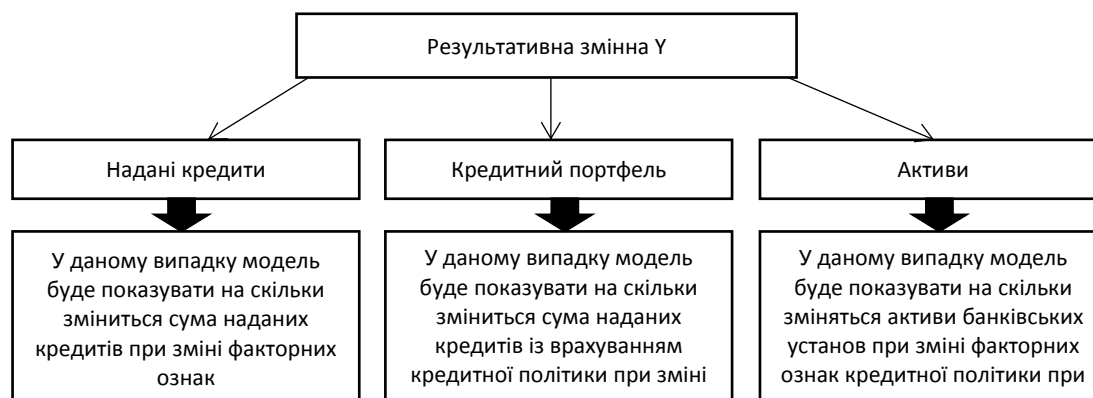 Результативна змінна Y
Надані кредити
Кредитний портфель
Активи
У даному випадку модель
буде показувати на скільки
зміниться сума наданих
кредитів при зміні факторних
ознак
У даному випадку модель
буде показувати на скільки
зміниться сума наданих
кредитів із врахуванням
кредитної політики при зміні
У даному випадку модель
буде показувати на скільки
зміняться активи банківських
установ при зміні факторних
ознак кредитної політики при